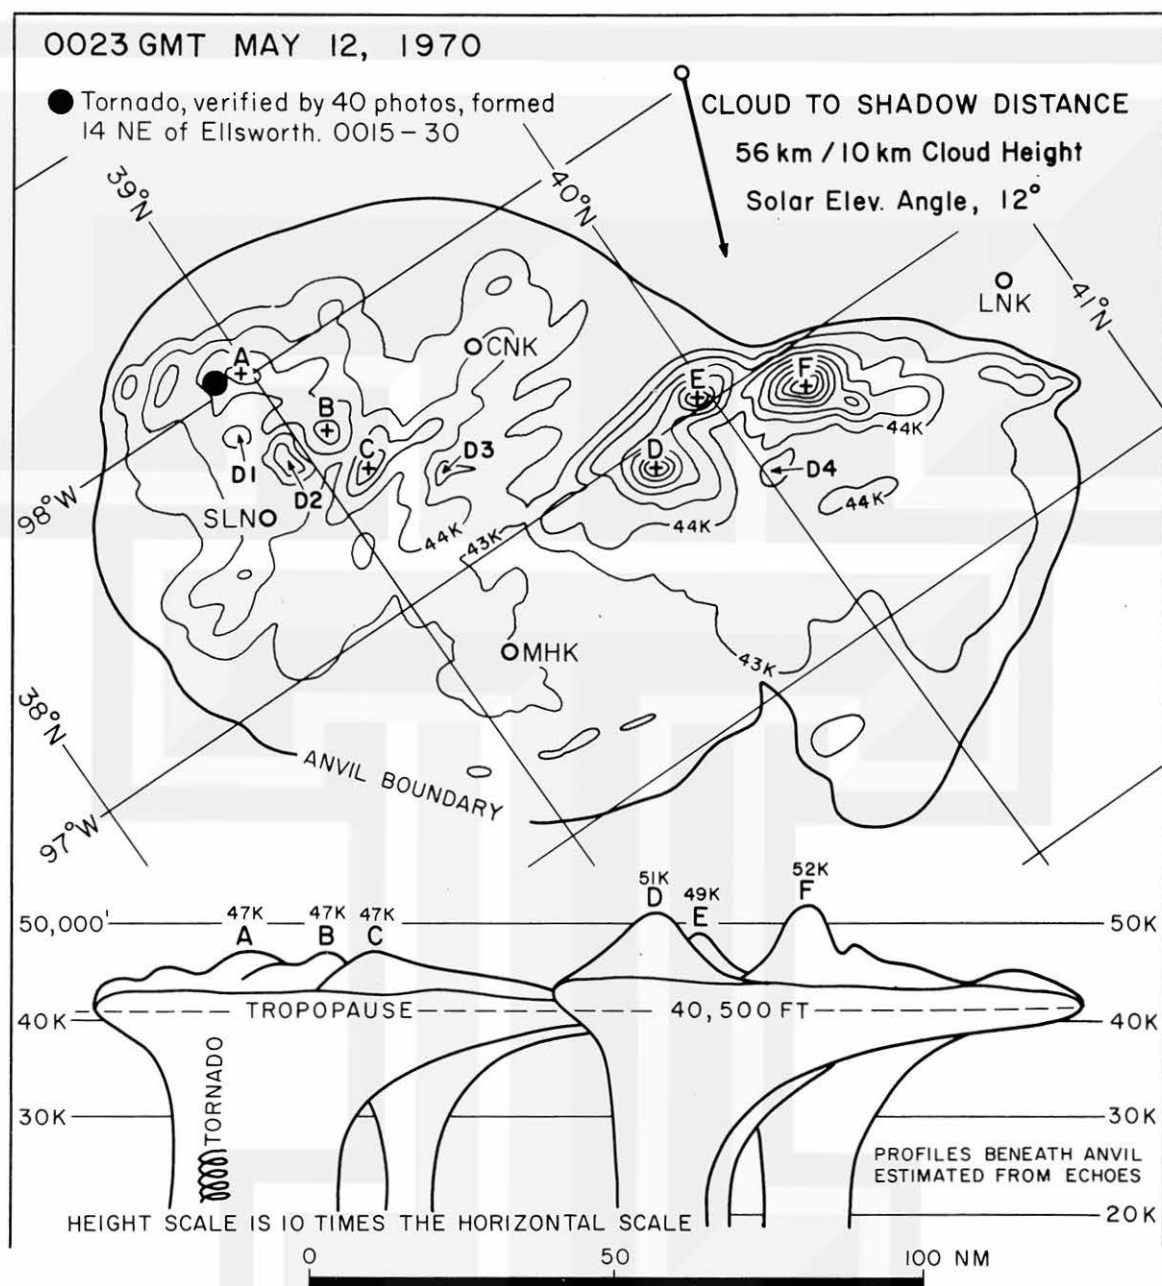 0023 GMT MAY 12, 1970
Tornado, verified by 40 photos, formed
14 NE of Ellsworth. 0015-30
CLOUD TO SHADOW DISTANCE
56 km / 10 km Cloud Height
Solar Elev. Angle, 12°
39°N
40°N
41°N
LNK
CNK
A
B
C
D
E
F
D1
D2
D3
D4
44K
44K
44K
44K
43K
43K
98°W
SLN
MHK
38°N
97°W
ANVIL BOUNDARY
51K
D
49K
E
52K
F
47K
A
47K
B
47K
C
50,000'
50K
TROPOPAUSE
40,500 FT
40K
40K
TORNADO
30K
30K
PROFILES BENEATH ANVIL
ESTIMATED FROM ECHOES
20K
HEIGHT SCALE IS 10 TIMES THE HORIZONTAL SCALE
0
50
100 NM